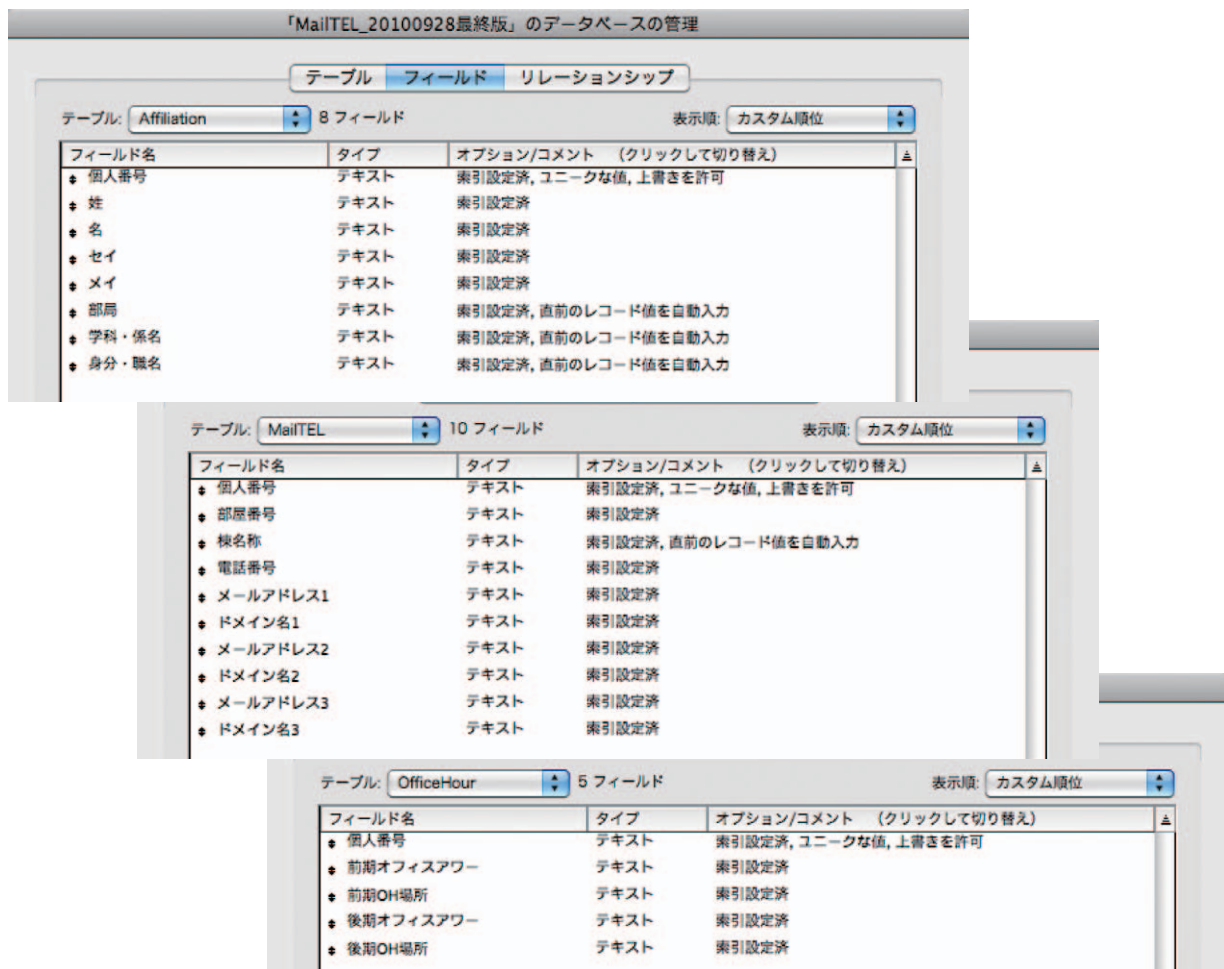 「MailTEL_20100928最終版」のデータベースの管理
テーブル フィールド リレーションシップ
テーブル: Affiliation 8 フィールド 表示順: カスタム順位
フィールド名 タイプ オプション/コメント （クリックして切り替え）
個人番号 テキスト 索引設定済, ユニークな値, 上書きを許可
姓 テキスト 索引設定済
名 テキスト 索引設定済
セイ テキスト 索引設定済
メイ テキスト 索引設定済
部局 テキスト 索引設定済, 直前のレコード値を自動入力
学科・係名 テキスト 索引設定済, 直前のレコード値を自動入力
身分・職名 テキスト 索引設定済, 直前のレコード値を自動入力
テーブル: MailTEL 10 フィールド 表示順: カスタム順位
フィールド名 タイプ オプション/コメント （クリックして切り替え）
個人番号 テキスト 索引設定済, ユニークな値, 上書きを許可
部屋番号 テキスト 索引設定済
棟名称 テキスト 索引設定済, 直前のレコード値を自動入力
電話番号 テキスト 索引設定済
メールアドレス1 テキスト 索引設定済
ドメイン名1 テキスト 索引設定済
メールアドレス2 テキスト 索引設定済
ドメイン名2 テキスト 索引設定済
メールアドレス3 テキスト 索引設定済
ドメイン名3 テキスト 索引設定済
テーブル: OfficeHour 5 フィールド 表示順: カスタム順位
フィールド名 タイプ オプション/コメント （クリックして切り替え）
個人番号 テキスト 索引設定済, ユニークな値, 上書きを許可
前期オフィスアワー テキスト 索引設定済
前期OH場所 テキスト 索引設定済
後期オフィスアワー テキスト 索引設定済
後期OH場所 テキスト 索引設定済